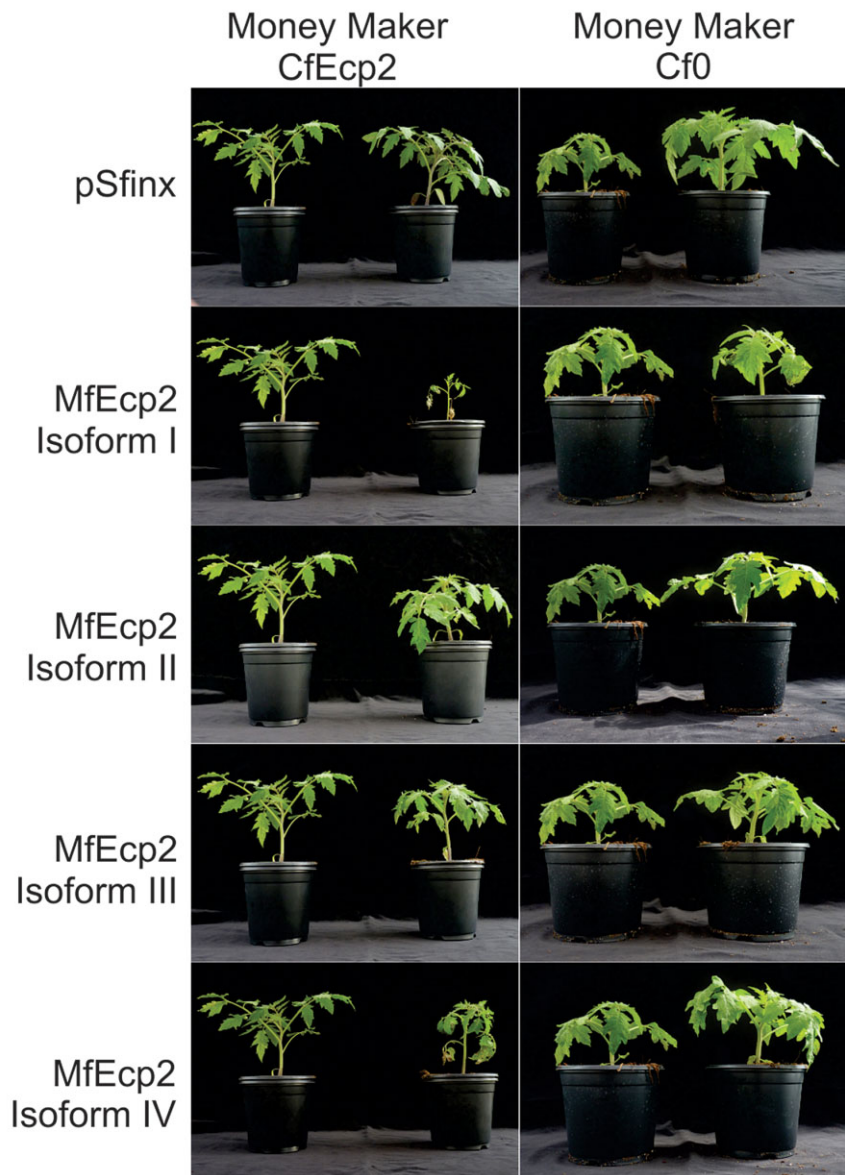 Money Maker
CfEcp2
Money Maker
Cf0
pSfinx
MfEcp2
Isoform I
MfEcp2
Isoform II
MfEcp2
Isoform III
MfEcp2
Isoform IV